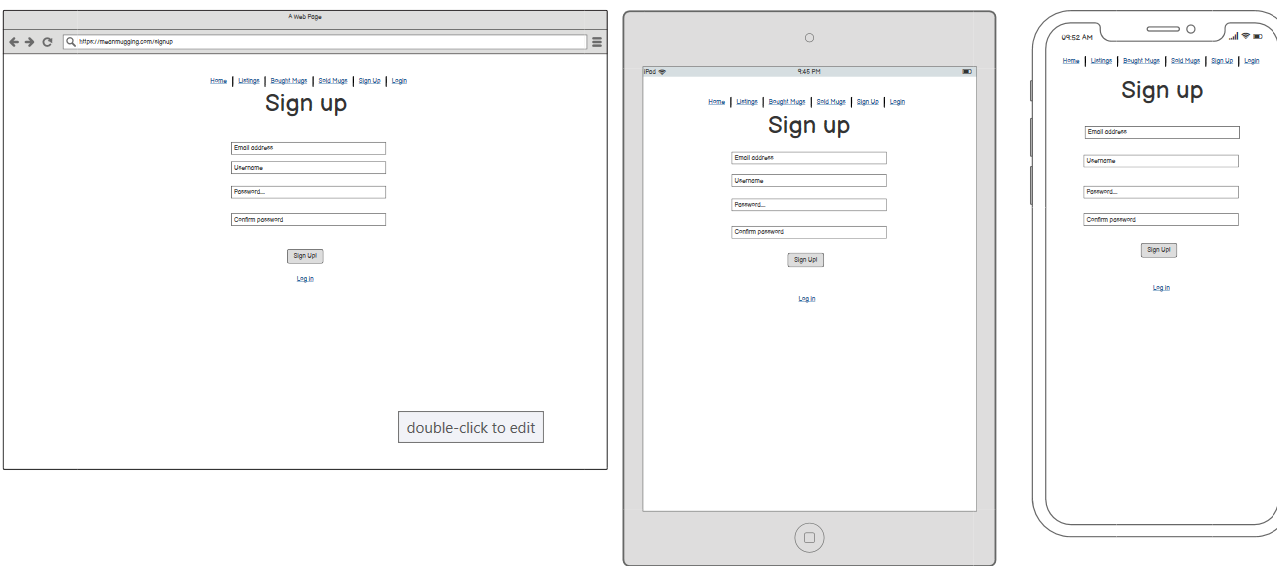 A Web Page
https://meanmugging.com/signup
Home | Listings | Bought Mugs | Sold Mugs | Sign Up | Login
Sign up
Email address
Username
Password...
Confirm password
Sign Up!
Log in
double-click to edit
iPad 9:45 PM
Home | Listings | Bought Mugs | Sold Mugs | Sign Up | Login
Sign up
Email address
Username
Password...
Confirm password
Sign Up!
Log in
09:52 AM
Home | Listings | Bought Mugs | Sold Mugs | Sign Up | Login
Sign up
Email address
Username
Password...
Confirm password
Sign Up!
Log in